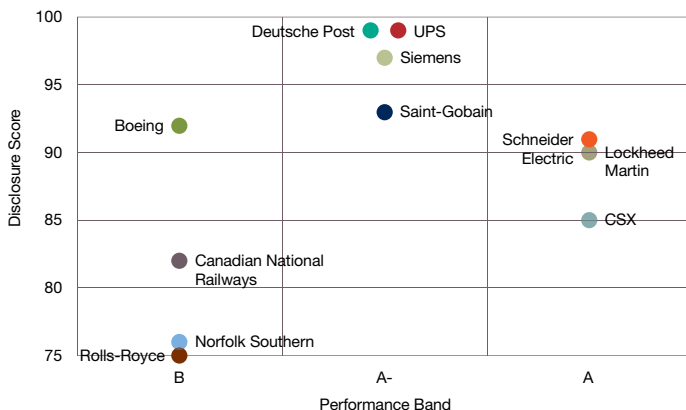 100
95
90
85
80
75
Disclosure Score
Deutsche Post
UPS
Siemens
Saint-Gobain
Boeing
Schneider
Electric
Lockheed
Martin
CSX
Canadian National
Railways
Norfolk Southern
Rolls-Royce
B
A-
A
Performance Band